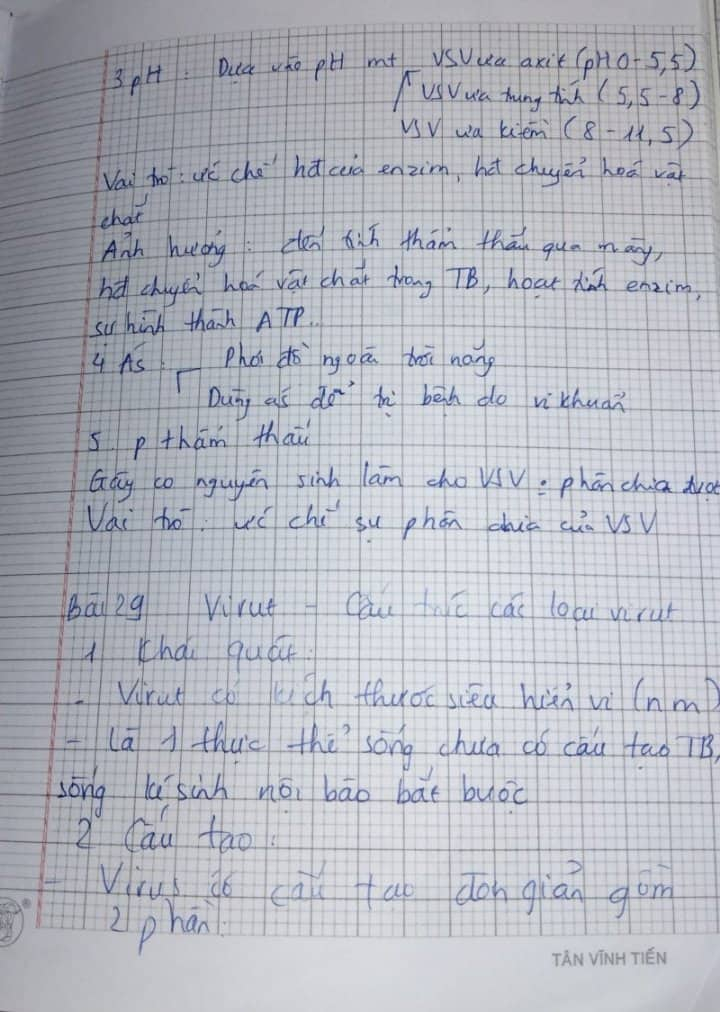 3 pH : Dựa vào pH mt VSV ưa axit (pH 0 - 5,5)
VSV ưa trung tính (5,5 - 8)
VSV ưa kiềm (8 - 11,5)
Vai trò : ức chế hđ của enzim, hđ chuyển hoá vật
chất
Ảnh hưởng : đến tính thẩm thấu qua màng,
hđ chuyển hoá vật chất trong TB, hoạt tính enzim,
sự hình thành ATP..
4 Ás : Phơi đồ ngoài trời nắng
Dùng ás để trị bệnh do vi khuẩn
5. p thẩm thấu
Gây co nguyên sinh làm cho VSV : phân chia được
Vai trò : ức chế sự phân chia của VSV
Bài 29 Virut - Cấu trúc các loại virut
1 Khái quát :
- Virut có kích thước siêu hiển vi (nm)
- Là 1 thực thể sống chưa có cấu tạo TB,
sống kí sinh nội bào bắt buộc
2 Cấu tạo :
- Virus có cấu tạo đơn giản gồm
2 phần :
TÂN VĨNH TIẾN